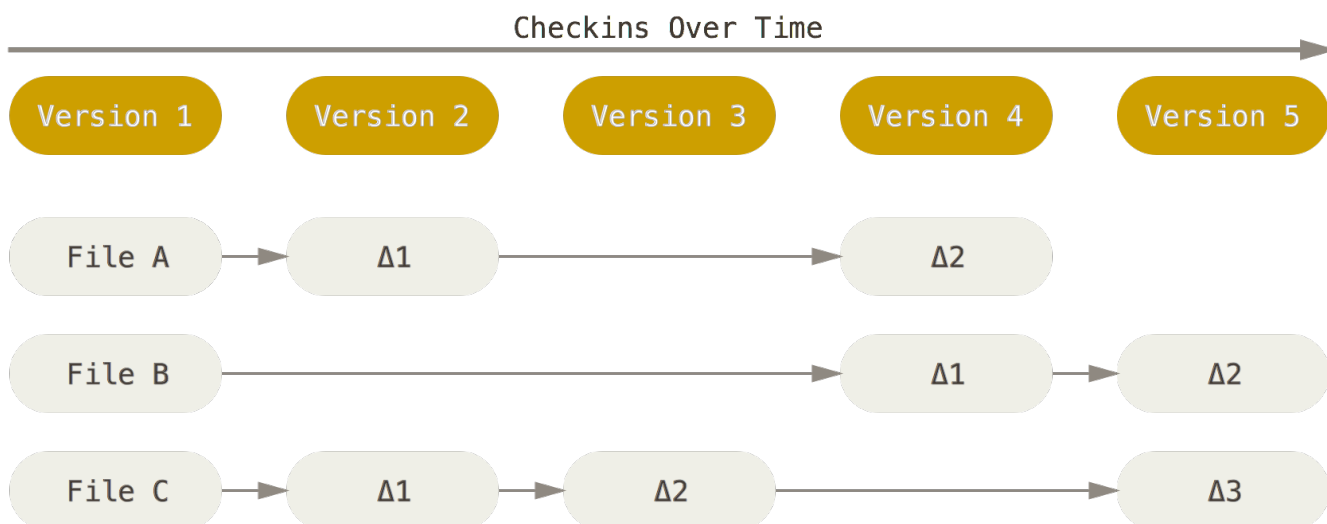 Checkins Over Time
Version 1 Version 2 Version 3 Version 4 Version 5
File A Δ1 Δ2
File B Δ1 Δ2
File C Δ1 Δ2 Δ3